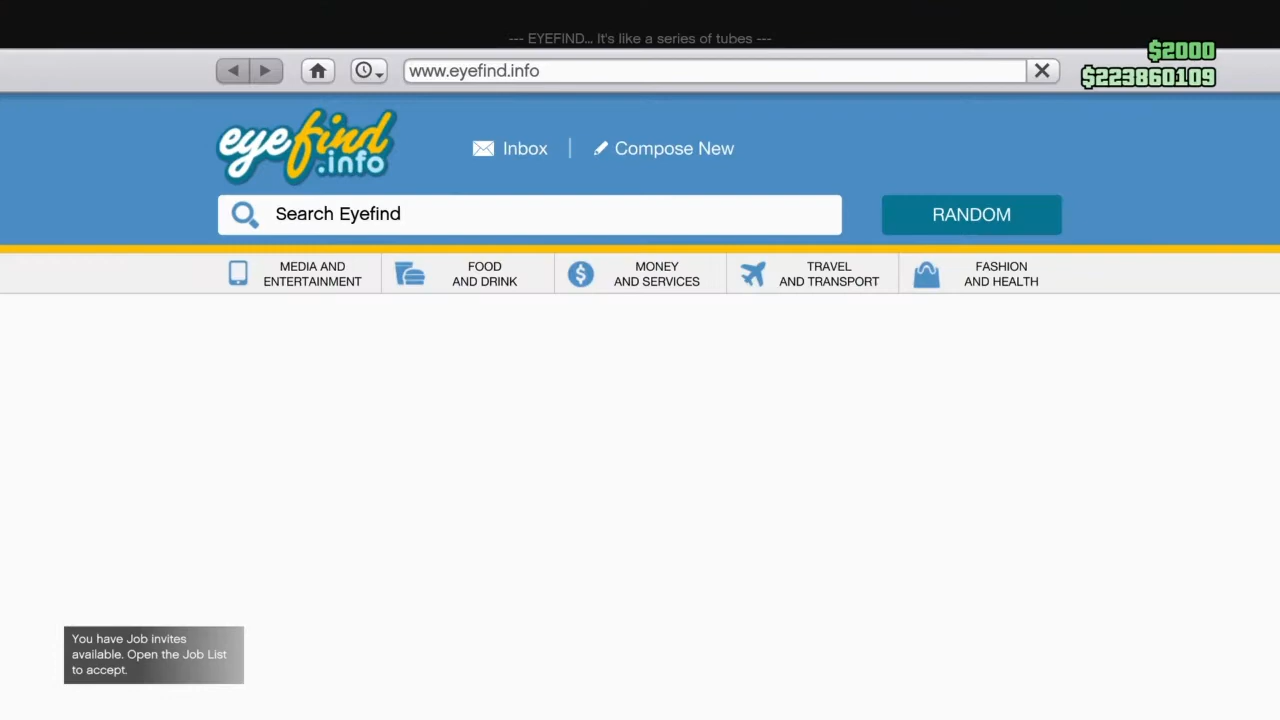 --- EYEFIND... It's like a series of tubes ---
$2000
www.eyefind.info
$223860109
eyefind
.info
Inbox
Compose New
Search Eyefind
RANDOM
MEDIA AND
ENTERTAINMENT
FOOD
AND DRINK
MONEY
AND SERVICES
TRAVEL
AND TRANSPORT
FASHION
AND HEALTH
You have Job invites
available. Open the Job List
to accept.